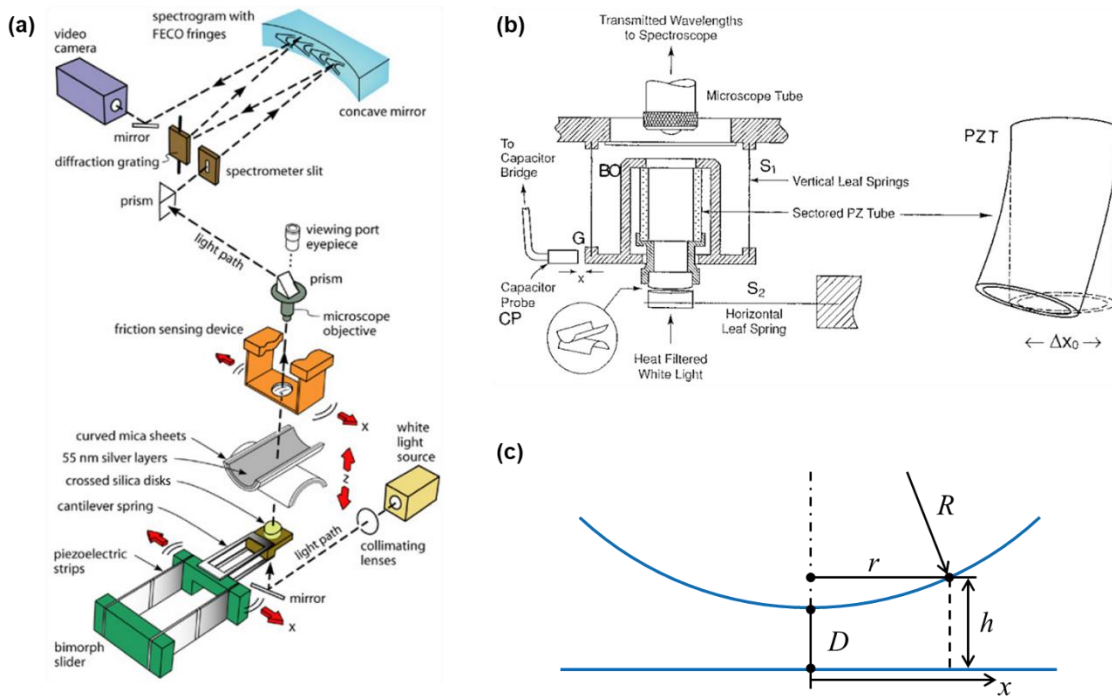 (a)
spectrogram with
FECO fringes
video
camera
concave mirror
mirror
diffraction grating
spectrometer slit
prism
light path
viewing port
eyepiece
prism
microscope
objective
friction sensing device
x
curved mica sheets
55 nm silver layers
crossed silica disks
cantilever spring
z
white
light
source
piezoelectric
strips
light path
collimating
lenses
mirror
x
bimorph
slider
(b)
Transmitted Wavelengths
to Spectroscope
Microscope Tube
To
Capacitor
Bridge
BO
S1
Vertical Leaf Springs
Sectored PZ Tube
G
x
Capacitor
Probe
CP
S2
Horizontal
Leaf Spring
Heat Filtered
White Light
PZT
← Δx₀ →
(c)
R
r
h
D
x